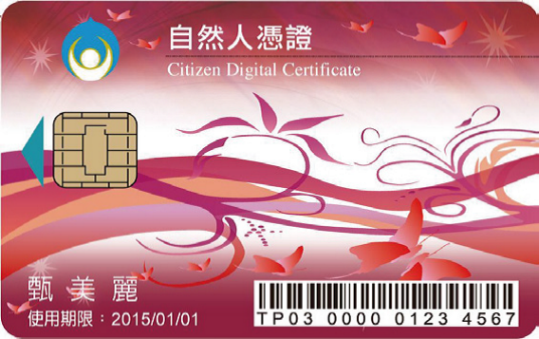 自然人憑證
Citizen Digital Certificate
甄美麗
使用期限：2015/01/01
TP03 0000 0123 4567